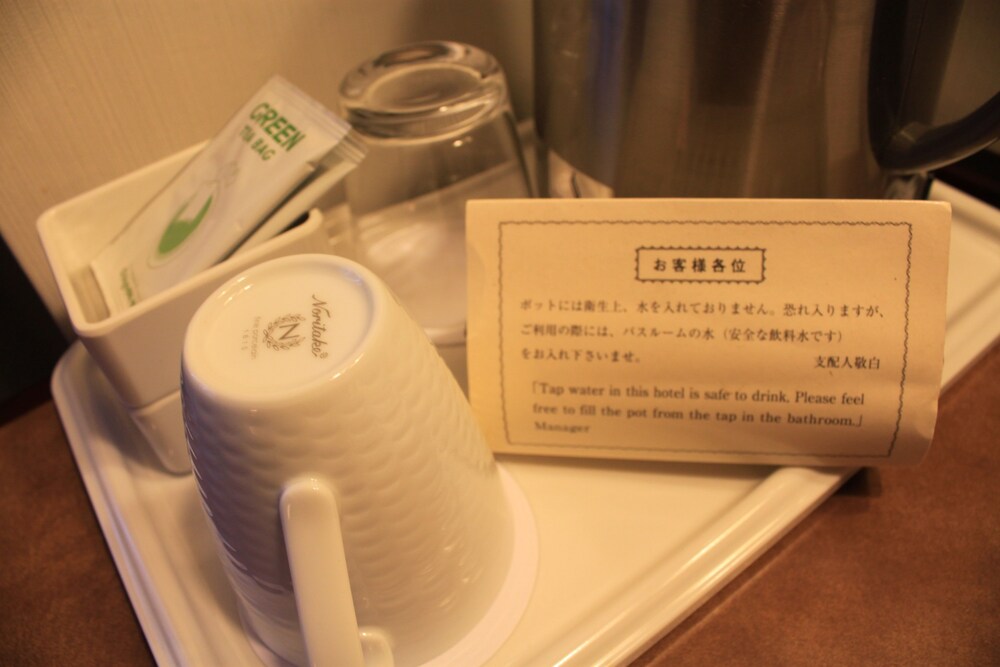 GREEN
TEA BAG
Noritake®
N
お客様各位
ポットには衛生上、水を入れておりません。恐れ入りますが、
ご利用の際には、バスルームの水（安全な飲料水です）
をお入れ下さいませ。
支配人敬白
「Tap water in this hotel is safe to drink. Please feel
free to fill the pot from the tap in the bathroom.」
Manager